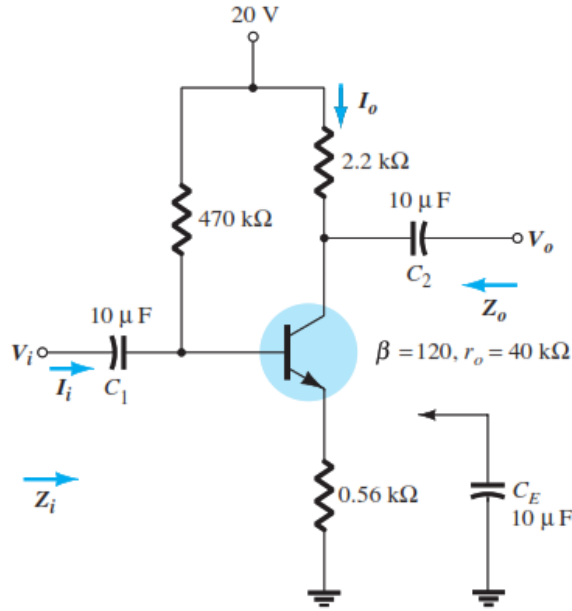 20 V
I_o
2.2 kΩ
10 μF
470 kΩ
V_o
C_2
Z_o
10 μF
β = 120, r_o = 40 kΩ
V_i
I_i
C_1
0.56 kΩ
C_E
10 μF
Z_i